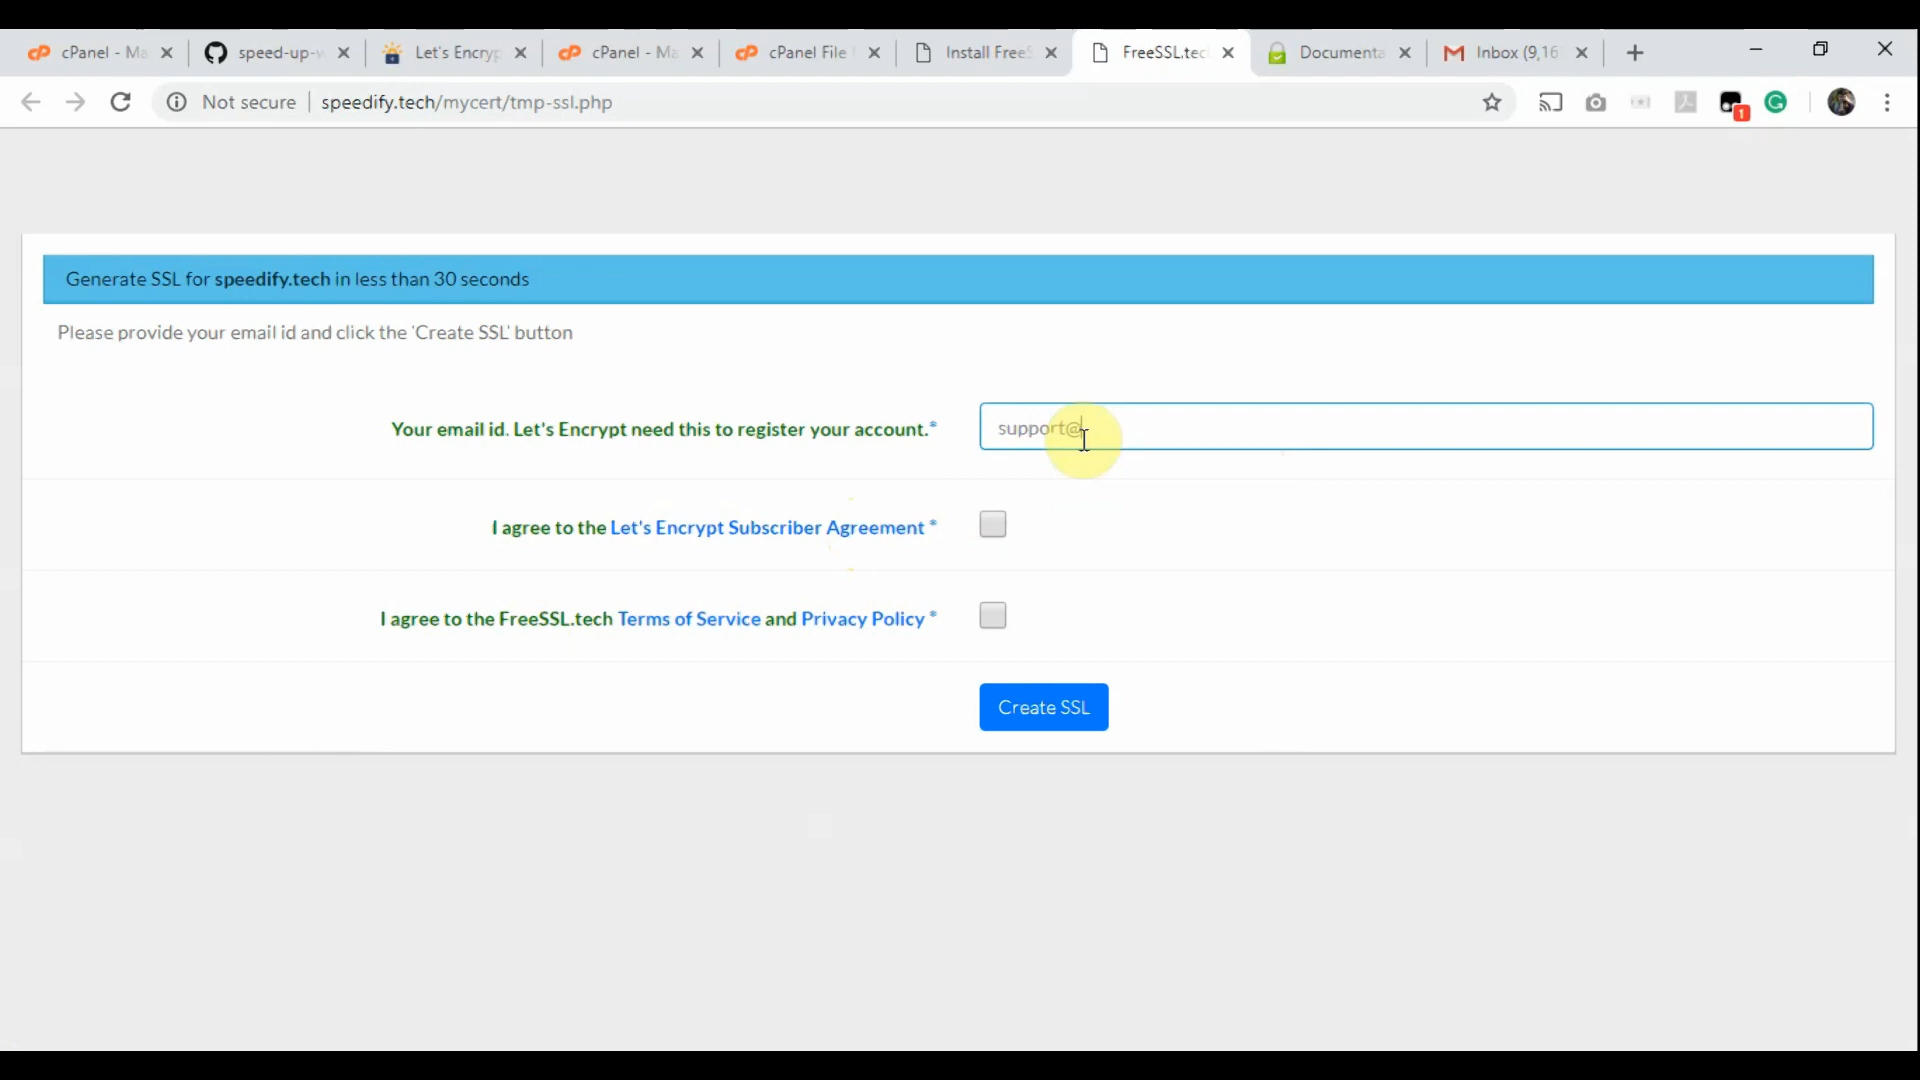 cPanel - Ma
speed-up-w
Let's Encryp
cPanel - Ma
cPanel File
Install FreeS
FreeSSL.tec
Documenta
Inbox (9,16
Not secure speedify.tech/mycert/tmp-ssl.php
1
Generate SSL for speedify.tech in less than 30 seconds
Please provide your email id and click the 'Create SSL' button
Your email id. Let's Encrypt need this to register your account.*
support@
I agree to the Let's Encrypt Subscriber Agreement *
I agree to the FreeSSL.tech Terms of Service and Privacy Policy *
Create SSL